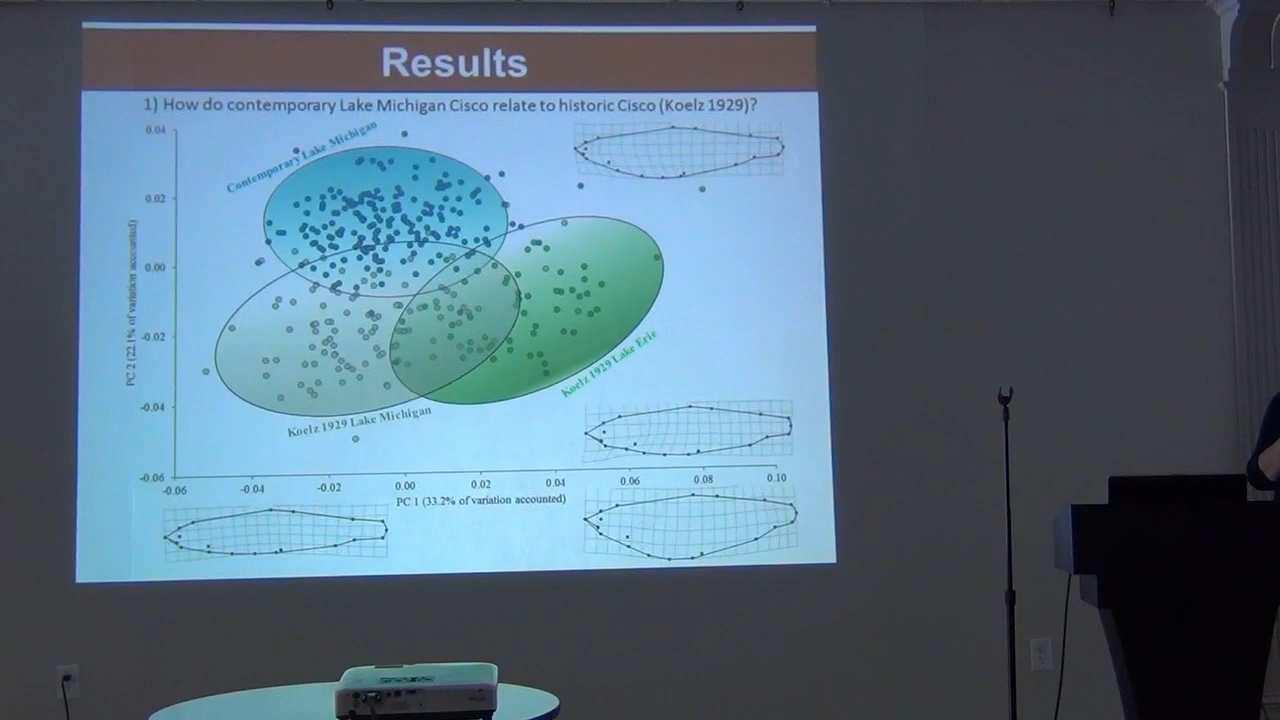 Results
1) How do contemporary Lake Michigan Cisco relate to historic Cisco (Koelz 1929)?
0.04
Contemporary Lake Michigan
0.02
PC 2 (22.1% of variation accounted)
0.00
-0.02
Koelz 1929 Lake Erie
-0.04
Koelz 1929 Lake Michigan
-0.06
-0.06 -0.04 -0.02 0.00 0.02 0.04 0.06 0.08 0.10
PC 1 (33.2% of variation accounted)